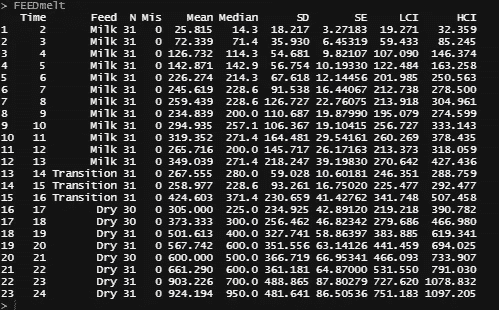 > FEEDmelt
Time Feed N Mis Mean Median SD SE LCI HCI
1 2 Milk 31 0 25.815 14.3 18.217 3.27183 19.271 32.359
2 3 Milk 31 0 72.339 71.4 35.930 6.45319 59.433 85.245
3 4 Milk 31 0 126.732 114.3 54.681 9.82107 107.090 146.374
4 5 Milk 31 0 142.871 142.9 56.754 10.19330 122.484 163.258
5 6 Milk 31 0 226.274 214.3 67.618 12.14456 201.985 250.563
6 7 Milk 31 0 245.619 228.6 91.538 16.44067 212.738 278.500
7 8 Milk 31 0 259.439 228.6 126.727 22.76075 213.918 304.961
8 9 Milk 31 0 234.839 200.0 110.687 19.87990 195.079 274.599
9 10 Milk 31 0 294.935 257.1 106.367 19.10415 256.727 333.143
10 11 Milk 31 0 319.352 271.4 164.481 29.54161 260.269 378.435
11 12 Milk 31 0 265.716 200.0 145.717 26.17163 213.373 318.059
12 13 Milk 31 0 349.039 271.4 218.247 39.19830 270.642 427.436
13 14 Transition 31 0 267.555 280.0 59.028 10.60181 246.351 288.759
14 15 Transition 31 0 258.977 228.6 93.261 16.75020 225.477 292.477
15 16 Transition 31 0 424.603 371.4 230.659 41.42762 341.748 507.458
16 17 Dry 30 0 305.000 225.0 234.925 42.89120 219.218 390.782
17 18 Dry 30 0 373.333 300.0 256.462 46.82342 279.686 466.980
18 19 Dry 31 0 501.613 400.0 327.741 58.86397 383.885 619.341
19 20 Dry 31 0 567.742 600.0 351.556 63.14126 441.459 694.025
20 21 Dry 30 0 600.000 500.0 366.719 66.95341 466.093 733.907
21 22 Dry 31 0 661.290 600.0 361.181 64.87000 531.550 791.030
22 23 Dry 31 0 903.226 700.0 488.865 87.80279 727.620 1078.832
23 24 Dry 31 0 924.194 950.0 481.641 86.50536 751.183 1097.205
>